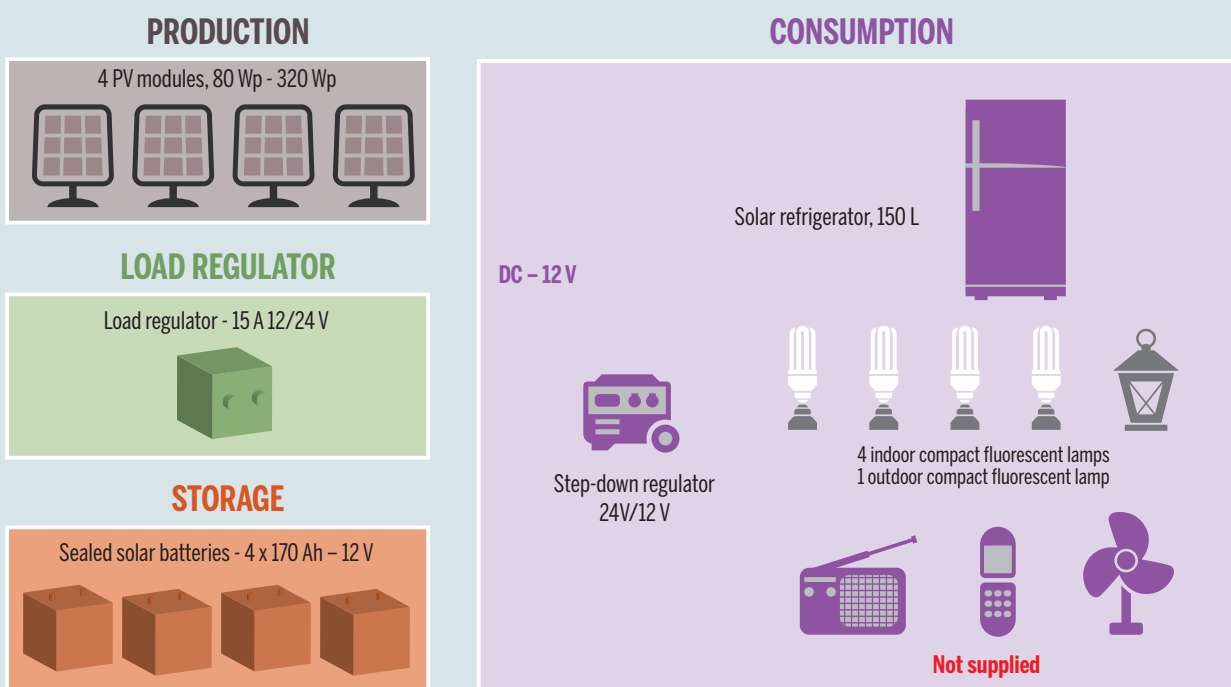 PRODUCTION
4 PV modules, 80 Wp - 320 Wp
LOAD REGULATOR
Load regulator - 15 A 12/24 V
STORAGE
Sealed solar batteries - 4 x 170 Ah – 12 V
CONSUMPTION
Solar refrigerator, 150 L
DC – 12 V
4 indoor compact fluorescent lamps
1 outdoor compact fluorescent lamp
Step-down regulator
24V/12 V
Not supplied